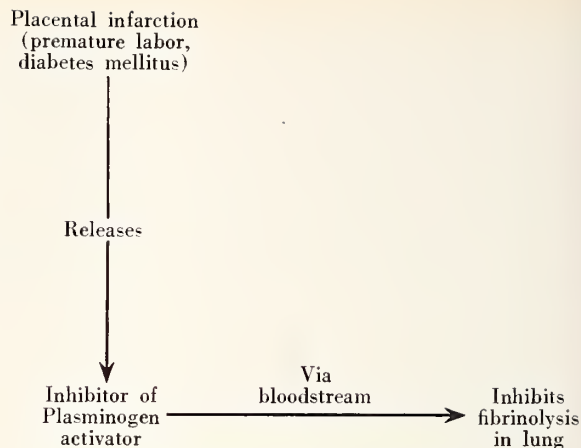 Placental infarction
(premature labor,
diabetes mellitus)
Releases
Inhibitor of
Plasminogen
activator
Via
bloodstream
Inhibits
fibrinolysis
in lung